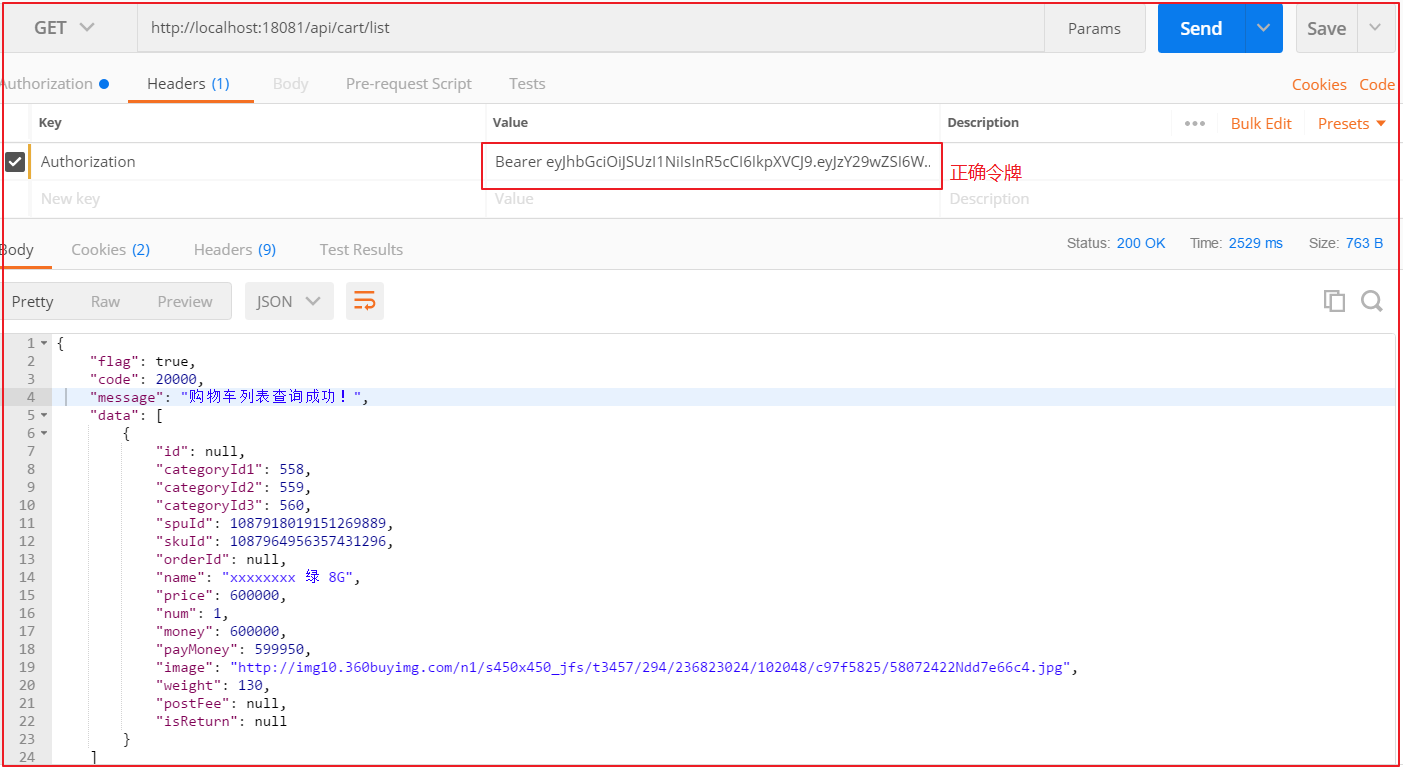 GET http://localhost:18081/api/cart/list Params Send Save
Authorization Headers (1) Body Pre-request Script Tests Cookies Code
Key Value Description ••• Bulk Edit Presets
Authorization Bearer eyJhbGciOiJSUzI1NiIsInR5cCI6IkpXVCJ9.eyJzY29wZSI6W.. 正确令牌
New key Value Description
Body Cookies (2) Headers (9) Test Results Status: 200 OK Time: 2529 ms Size: 763 B
Pretty Raw Preview JSON
1 {
2 "flag": true,
3 "code": 20000,
4 "message": "购物车列表查询成功！",
5 "data": [
6 {
7 "id": null,
8 "categoryId1": 558,
9 "categoryId2": 559,
10 "categoryId3": 560,
11 "spuId": 1087918019151269889,
12 "skuId": 1087964956357431296,
13 "orderId": null,
14 "name": "xxxxxxxx 绿 8G",
15 "price": 600000,
16 "num": 1,
17 "money": 600000,
18 "payMoney": 599950,
19 "image": "http://img10.360buyimg.com/n1/s450x450_jfs/t3457/294/236823024/102048/c97f5825/58072422Ndd7e66c4.jpg",
20 "weight": 130,
21 "postFee": null,
22 "isReturn": null
23 }
24 ]